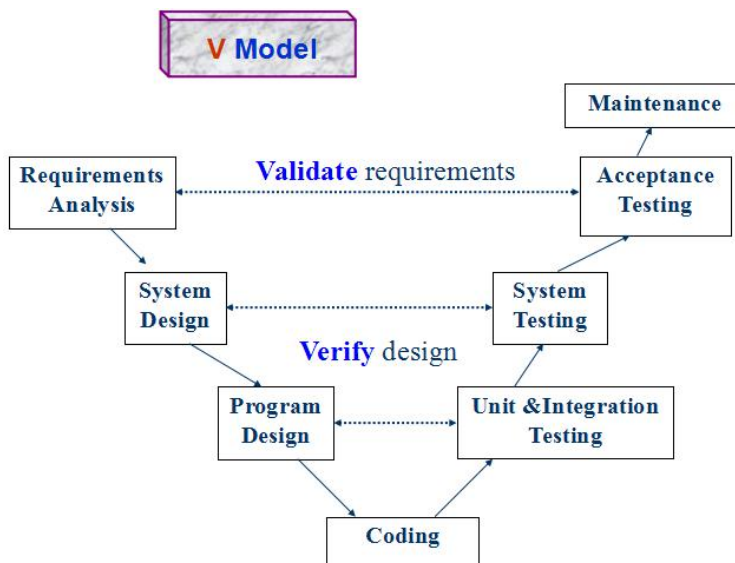 V Model
Maintenance
Validate requirements
Requirements
Analysis
Acceptance
Testing
System
Design
System
Testing
Verify design
Program
Design
Unit &Integration
Testing
Coding